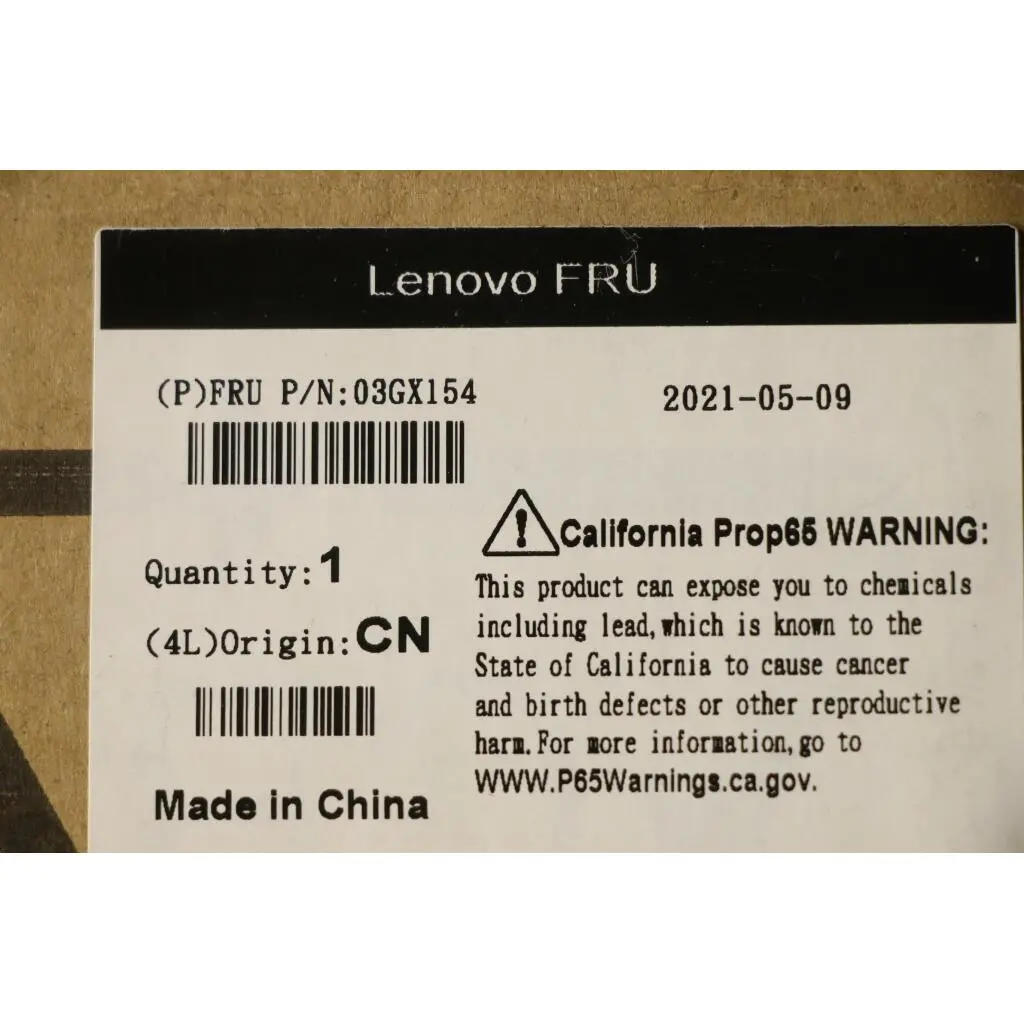 Lenovo FRU
(P)FRU P/N:03GX154
2021-05-09
Quantity:1
(4L)Origin:CN
Made in China
California Prop65 WARNING:
This product can expose you to chemicals
including lead,which is known to the
State of California to cause cancer
and birth defects or other reproductive
harm.For more information,go to
WWW.P65Warnings.ca.gov.